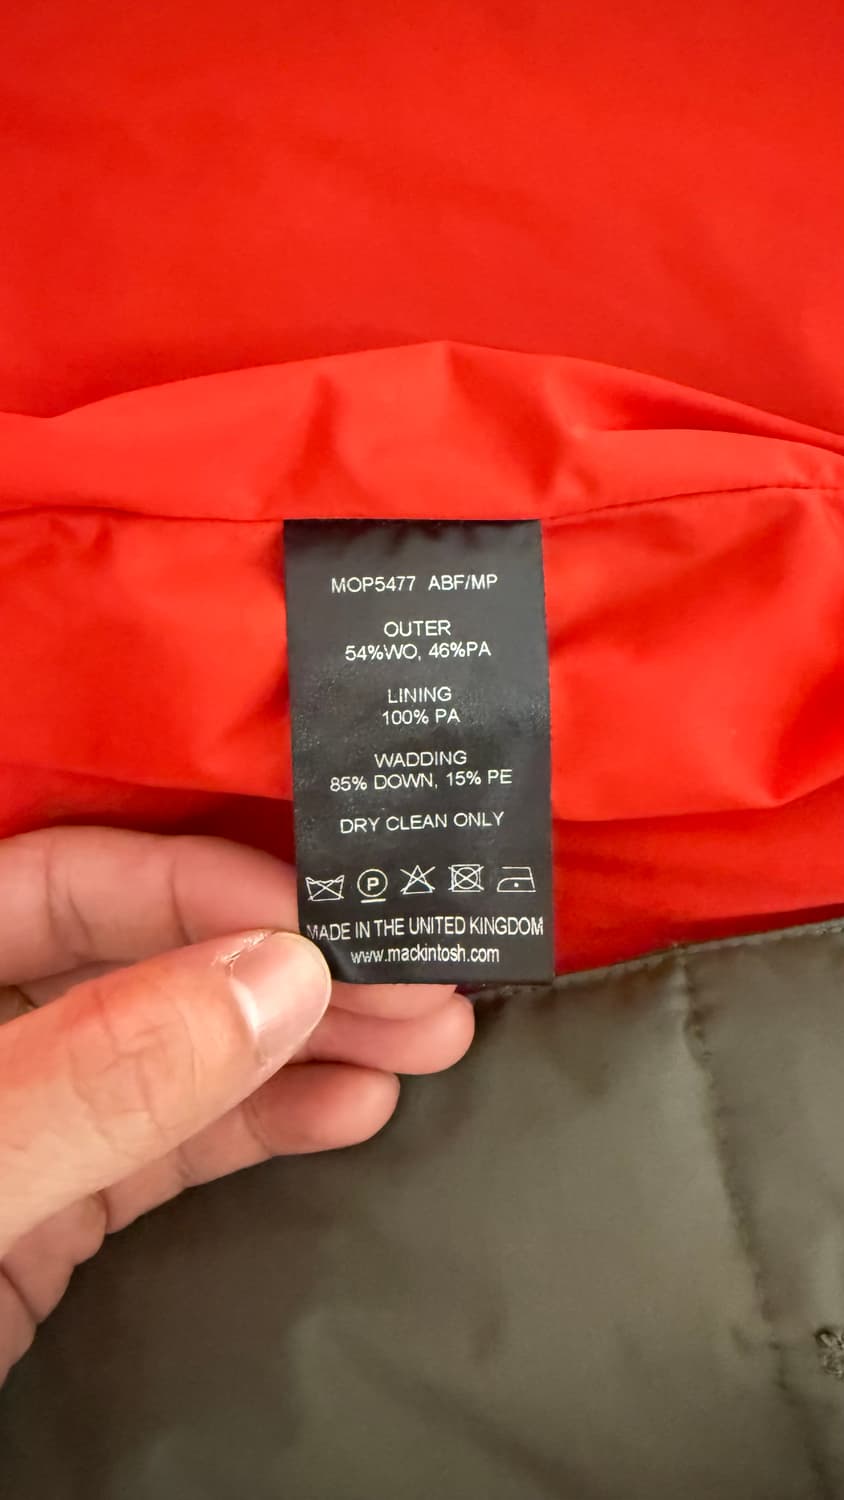 MOP5477 ABF/MP
OUTER
54%WO, 46%PA
LINING
100% PA
WADDING
85% DOWN, 15% PE
DRY CLEAN ONLY
P
MADE IN THE UNITED KINGDOM
www.mackintosh.com